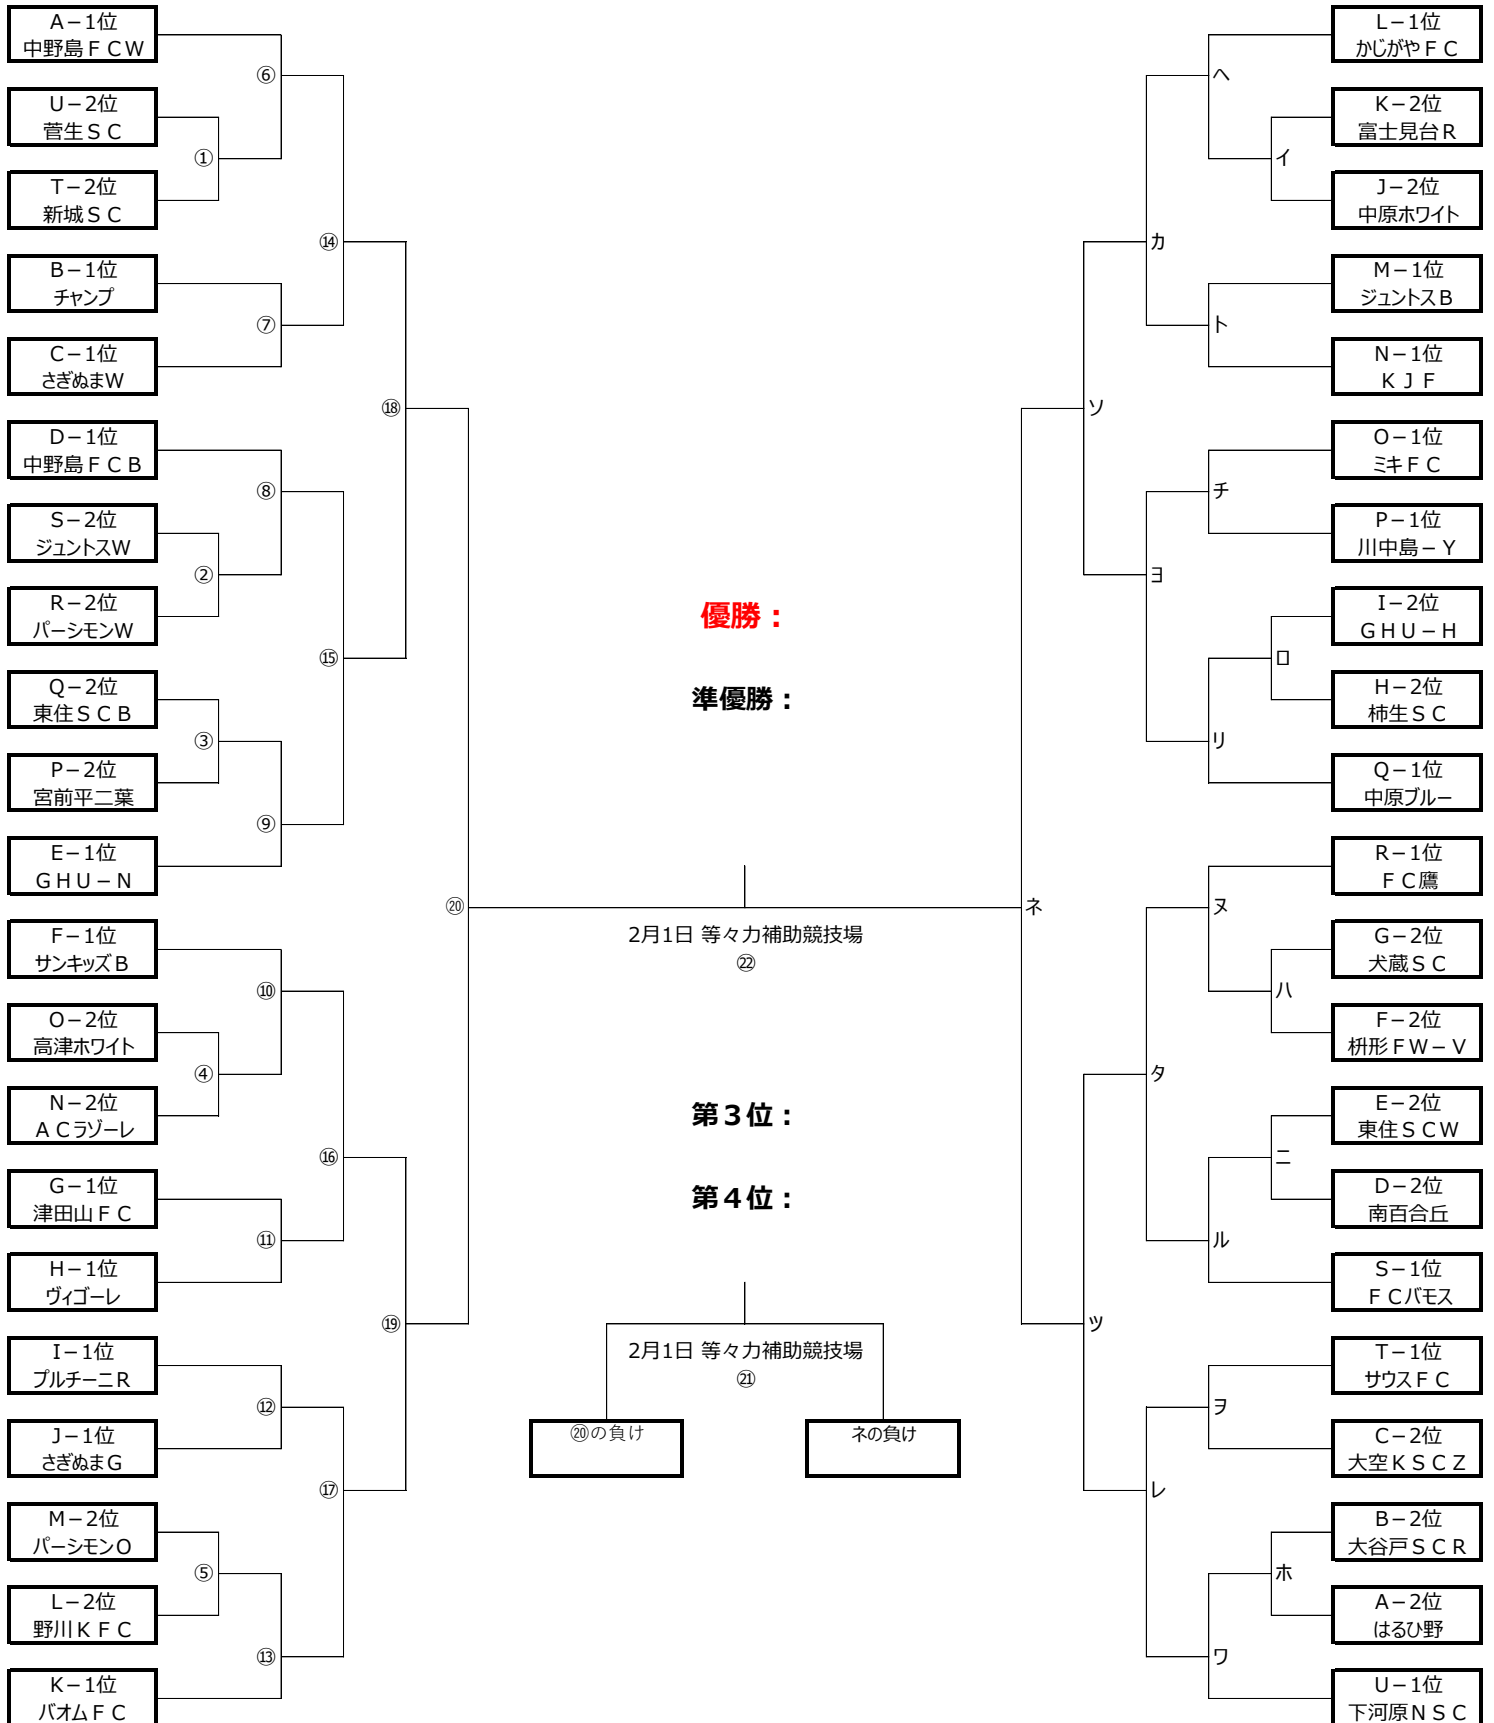 A－1位
中野島ＦＣW
⑥
U－2位
菅生ＳＣ
①
T－2位
新城ＳＣ
⑭
B－1位
チャンプ
⑦
C－1位
さぎぬまW
⑱
D－1位
中野島ＦＣＢ
⑧
S－2位
ジュントスW
②
R－2位
パーシモンW
⑮
Q－2位
東住ＳＣＢ
③
P－2位
宮前平二葉
⑨
E－1位
ＧＨＵ－Ｎ
⑳
F－1位
サンキッズＢ
⑩
O－2位
高津ホワイト
④
N－2位
ＡＣラゾーレ
⑯
G－1位
津田山ＦＣ
⑪
H－1位
ヴィゴーレ
⑲
I－1位
プルチーニＲ
⑫
J－1位
さぎぬまＧ
⑰
M－2位
パーシモンＯ
⑤
L－2位
野川ＫＦＣ
⑬
K－1位
バオムＦＣ
優勝：
準優勝：
2月1日 等々力補助競技場
㉒
第３位：
第４位：
2月1日 等々力補助競技場
㉑
⑳の負け
ネの負け
L－1位
かじがやＦＣ
ヘ
K－2位
富士見台Ｒ
イ
J－2位
中原ホワイト
カ
M－1位
ジュントスＢ
ト
N－1位
ＫＪＦ
ソ
O－1位
ミキＦＣ
チ
P－1位
川中島－Ｙ
ヨ
I－2位
ＧＨＵ－Ｈ
ロ
H－2位
柿生ＳＣ
リ
Q－1位
中原ブルー
R－1位
ＦＣ鷹
ネ
ヌ
G－2位
犬蔵ＳＣ
ハ
F－2位
枡形ＦＷ－Ｖ
タ
E－2位
東住ＳＣＷ
ニ
D－2位
南百合丘
ル
S－1位
ＦＣバモス
ツ
T－1位
サウスＦＣ
ヲ
C－2位
大空ＫＳＣＺ
レ
B－2位
大谷戸ＳＣＲ
ホ
A－2位
はるひ野
ワ
U－1位
下河原ＮＳＣ